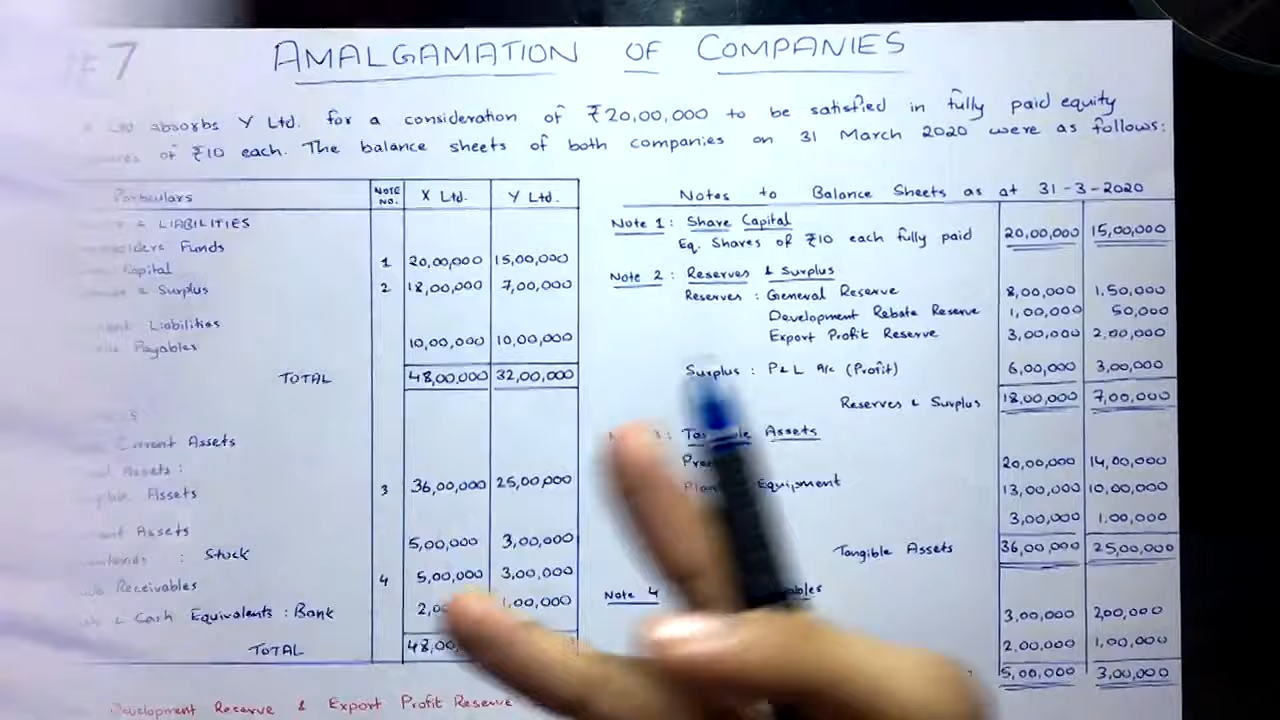 7 AMALGAMATION OF COMPANIES
absorbs Y Ltd. for a consideration of ₹20,00,000 to be satisfied in fully paid equity
of ₹10 each. The balance sheets of both companies on 31 March 2020 were as follows:
Particulars NOTE NO. X Ltd. Y Ltd.
& LIABILITIES
Funds
Capital 1 20,00,000 15,00,000
& Surplus 2 18,00,000 7,00,000
Liabilities
Payables 10,00,000 10,00,000
TOTAL 48,00,000 32,00,000
Current Assets
Assets :
Assets 3 36,00,000 25,00,000
Assets
: Stock 5,00,000 3,00,000
Receivables 4 5,00,000 3,00,000
& Cash Equivalents : Bank 1,00,000
TOTAL
Notes to Balance Sheets as at 31-3-2020
Note 1 : Share Capital
Eq. Shares of ₹10 each fully paid 20,00,000 15,00,000
Note 2 : Reserves & Surplus
Reserves : General Reserve 8,00,000 1,50,000
Development Rebate Reserve 1,00,000 50,000
Export Profit Reserve 3,00,000 2,00,000
Surplus : P&L A/c (Profit) 6,00,000 3,00,000
Reserves & Surplus 18,00,000 7,00,000
Assets
20,00,000 14,00,000
Equipment 13,00,000 10,00,000
3,00,000 1,00,000
Tangible Assets 36,00,000 25,00,000
Note 4
3,00,000 2,00,000
2,00,000 1,00,000
5,00,000 3,00,000
Development Reserve & Export Profit Reserve